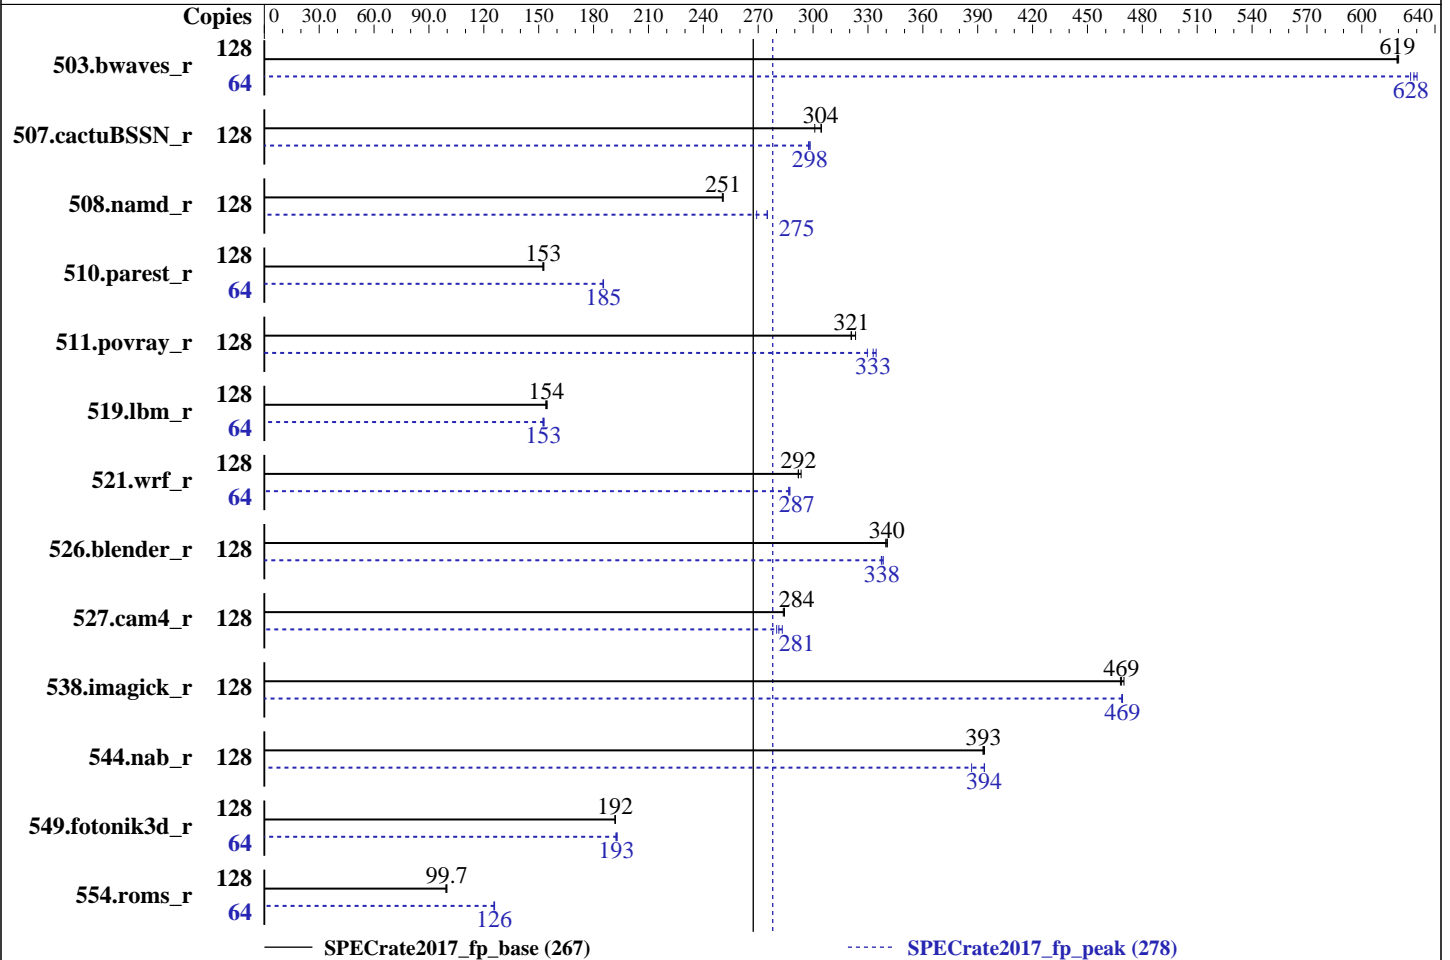 Copies 0 30.0 60.0 90.0 120 150 180 210 240 270 300 330 360 390 420 450 480 510 540 570 600 640
503.bwaves_r 128 619
64 628
507.cactuBSSN_r 128 304
298
508.namd_r 128 251
275
510.parest_r 128 153
64 185
511.povray_r 128 321
333
519.lbm_r 128 154
64 153
521.wrf_r 128 292
64 287
526.blender_r 128 340
338
527.cam4_r 128 284
281
538.imagick_r 128 469
469
544.nab_r 128 393
394
549.fotonik3d_r 128 192
64 193
554.roms_r 128 99.7
64 126
SPECrate2017_fp_base (267) SPECrate2017_fp_peak (278)